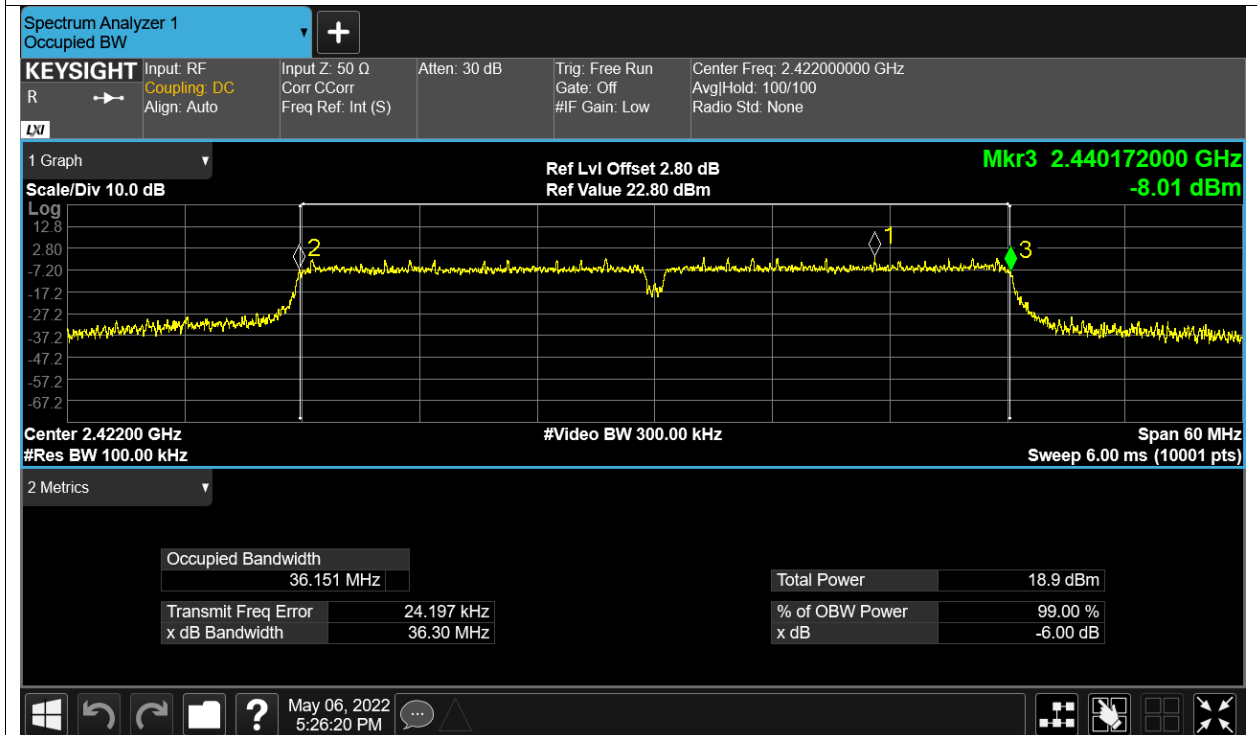 Spectrum Analyzer 1
Occupied BW
KEYSIGHT
R
LXI
Input: RF
Coupling: DC
Align: Auto
Input Z: 50 Ω
Corr CCorr
Freq Ref: Int (S)
Atten: 30 dB
Trig: Free Run
Gate: Off
#IF Gain: Low
Center Freq: 2.422000000 GHz
Avg|Hold: 100/100
Radio Std: None
1 Graph
Scale/Div 10.0 dB
Ref Lvl Offset 2.80 dB
Ref Value 22.80 dBm
Mkr3 2.440172000 GHz
-8.01 dBm
Log
12.8
2.80
-7.20
-17.2
-27.2
-37.2
-47.2
-57.2
-67.2
2
1
3
Center 2.42200 GHz
#Video BW 300.00 kHz
Span 60 MHz
#Res BW 100.00 kHz
Sweep 6.00 ms (10001 pts)
2 Metrics
Occupied Bandwidth
36.151 MHz
Total Power 18.9 dBm
Transmit Freq Error 24.197 kHz
% of OBW Power 99.00 %
x dB Bandwidth 36.30 MHz
x dB -6.00 dB
?
May 06, 2022
5:26:20 PM